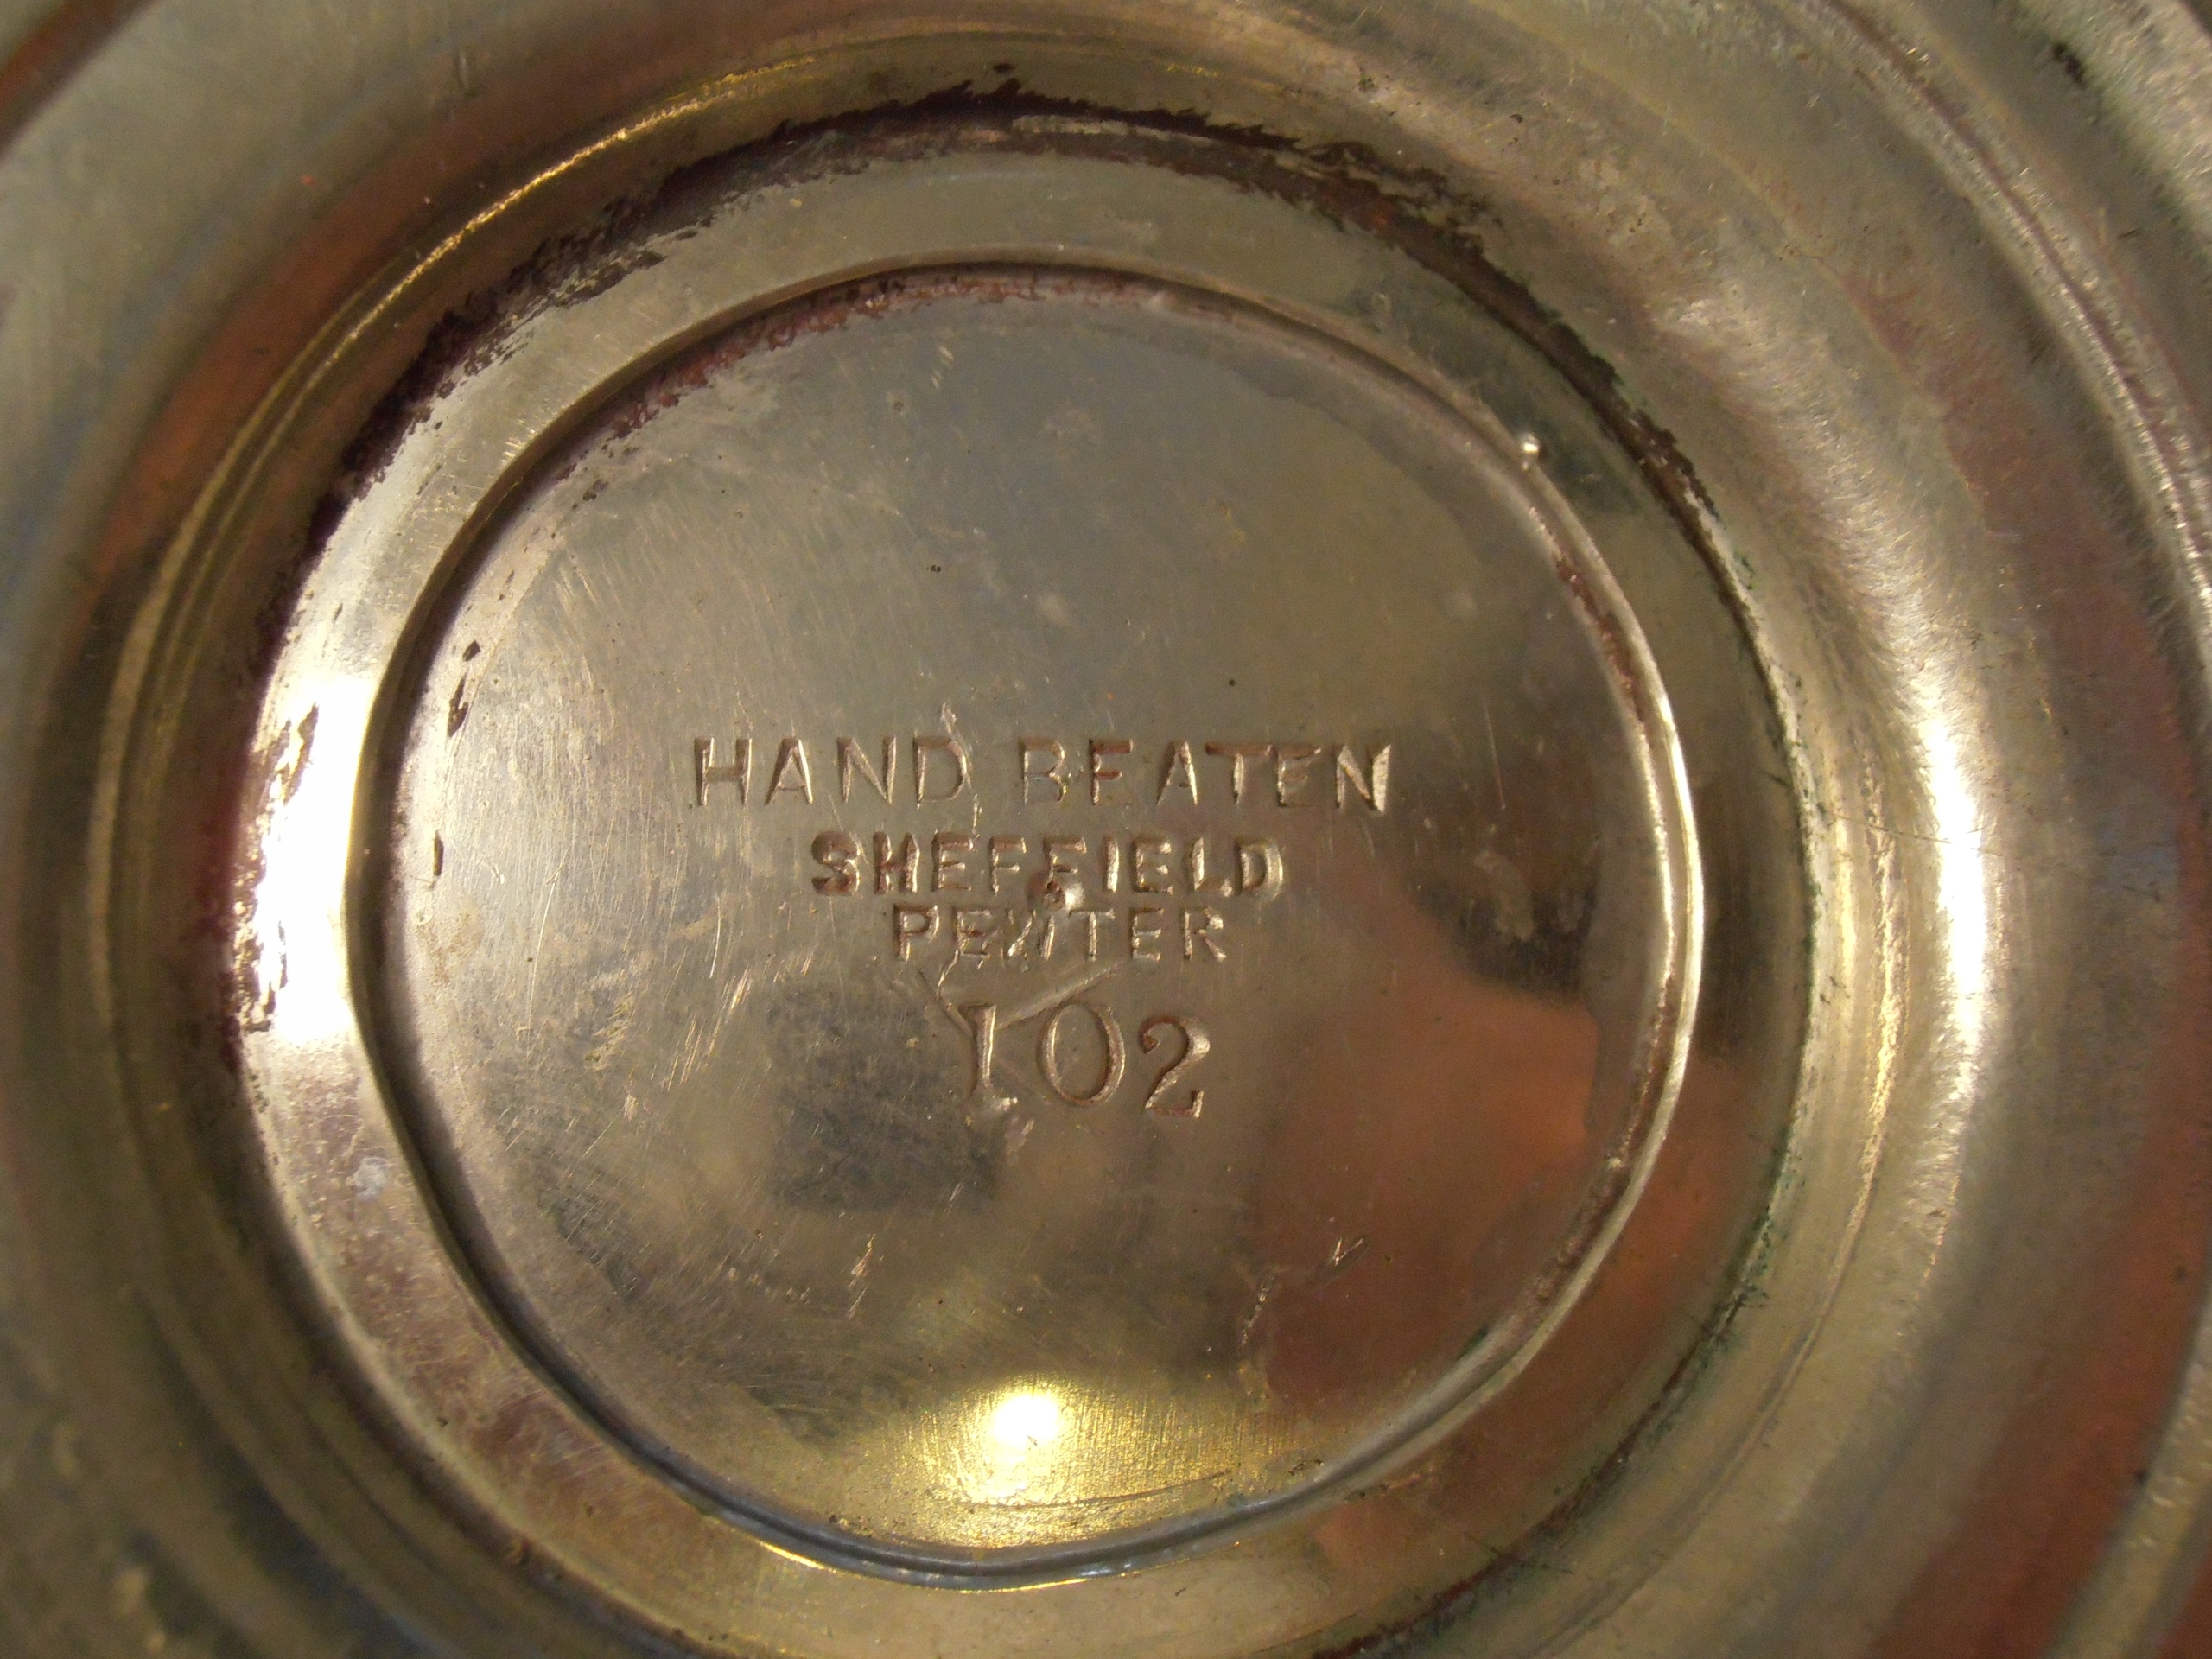 HAND BEATEN
SHEFFIELD
PEWTER
102